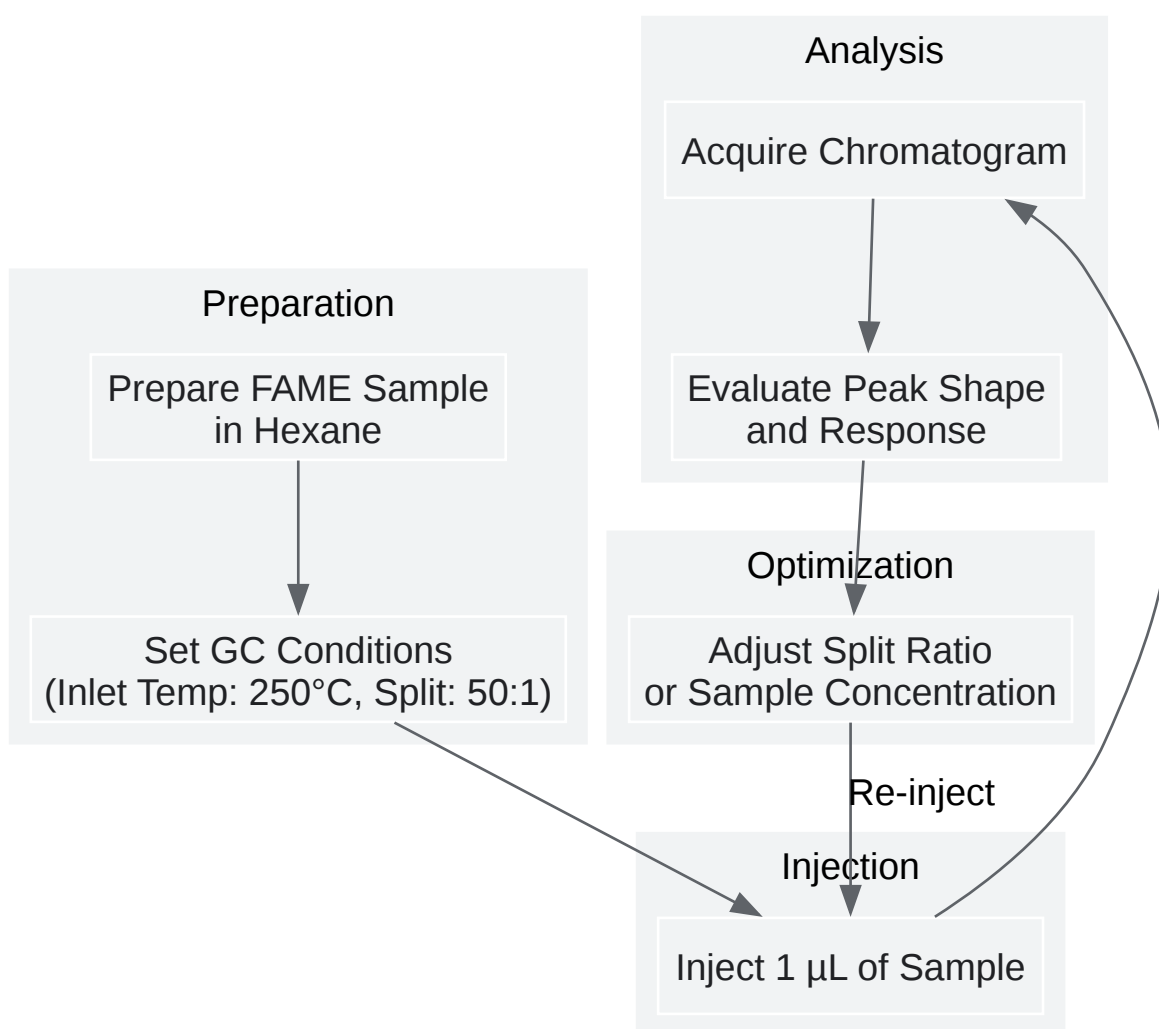 Analysis
Acquire Chromatogram
Preparation
Prepare FAME Sample
in Hexane
Evaluate Peak Shape
and Response
Optimization
Set GC Conditions
(Inlet Temp: 250°C, Split: 50:1)
Adjust Split Ratio
or Sample Concentration
Re-inject
Injection
Inject 1 µL of Sample